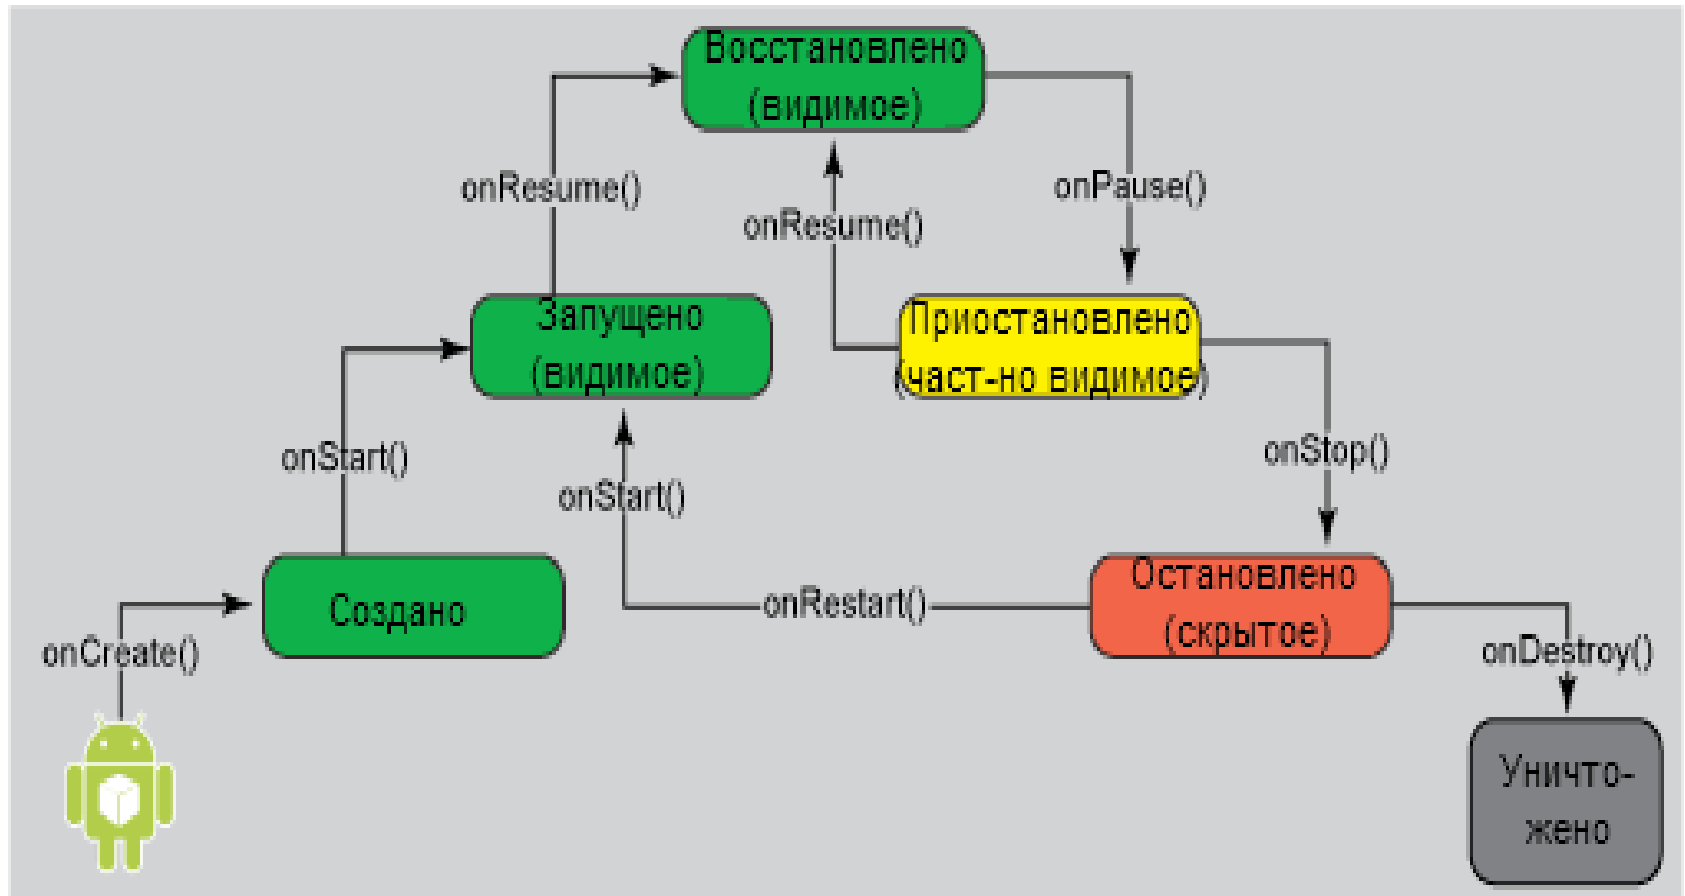 Восстановлено
(видимое)
onResume()
onPause()
onResume()
Запущено
(видимое)
Приостановлено
(част-но видимое)
onStart()
onStop()
onStart()
Создано
onRestart()
Остановлено
(скрытое)
onCreate()
onDestroy()
Уничто-
жено